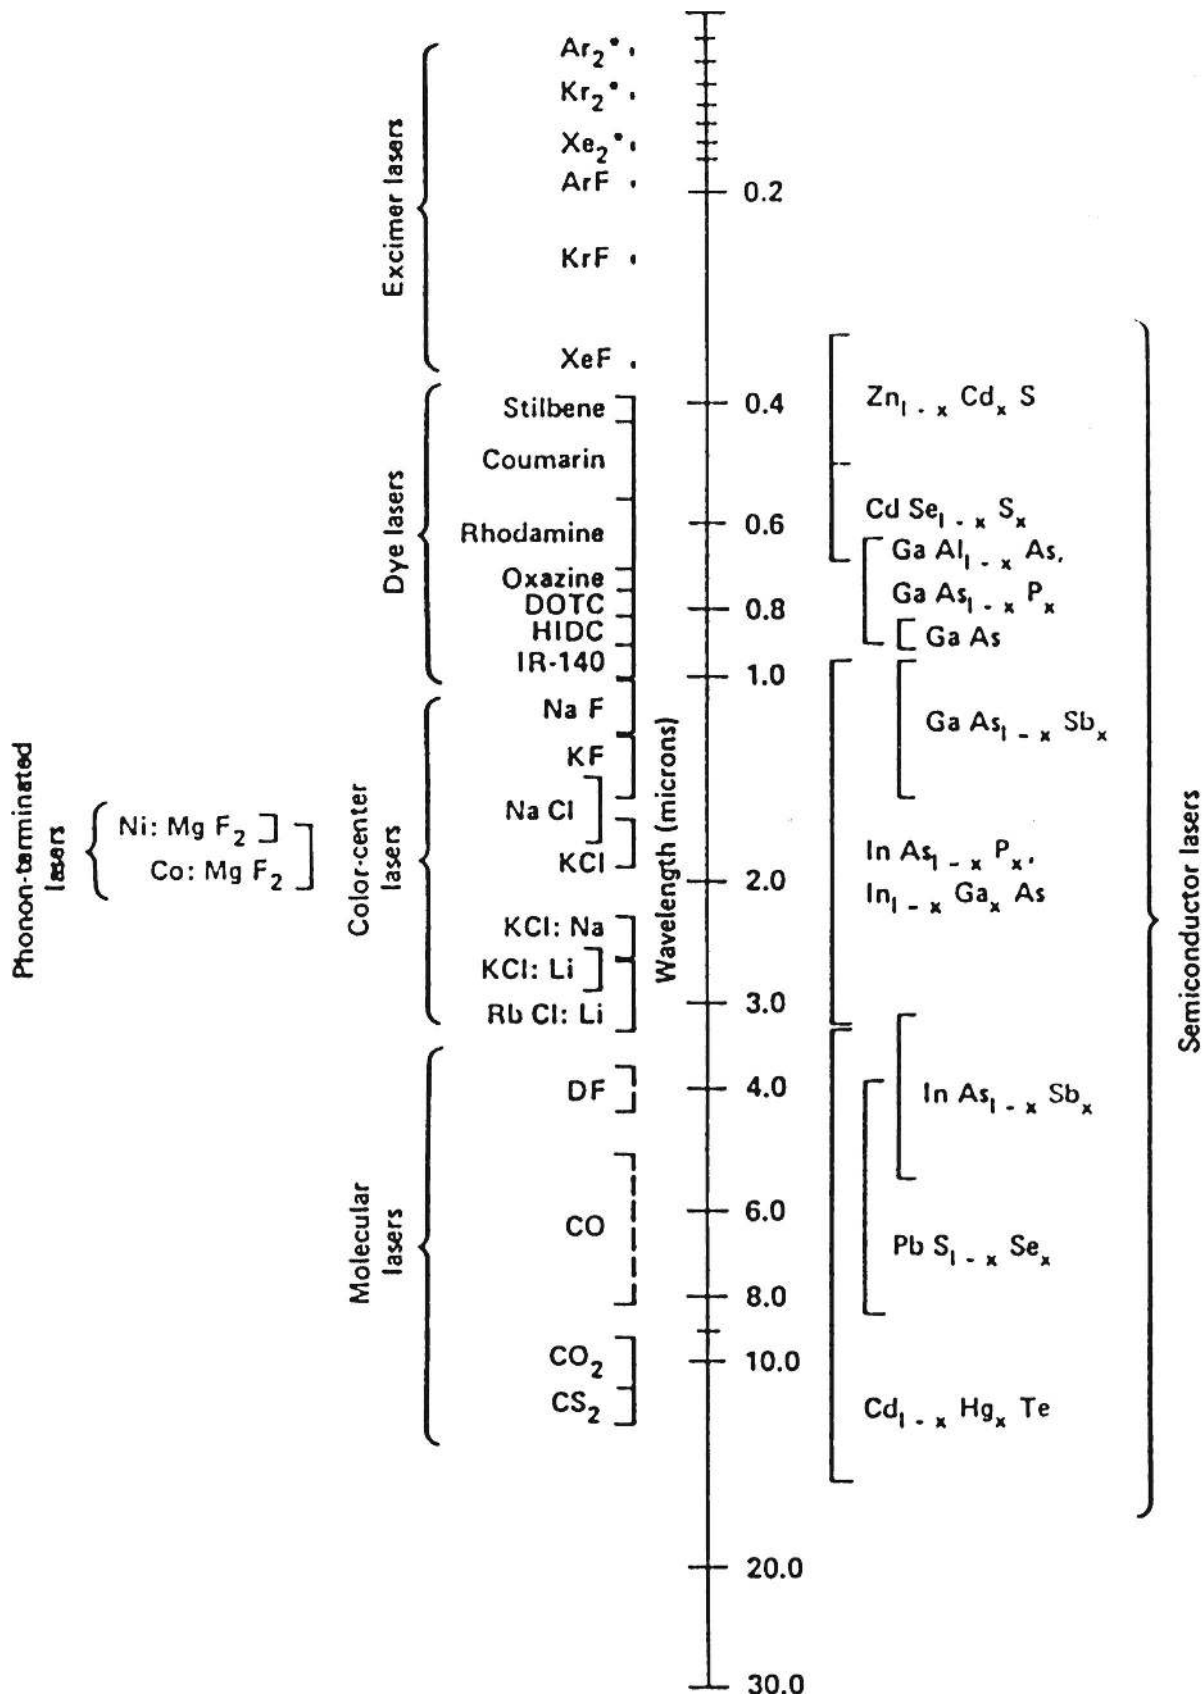 Phonon-tarminated
lasers
Ni: Mg F2
Co: Mg F2
Excimer lasers
Ar2*
Kr2*
Xe2*
ArF
KrF
XeF
Dye lasers
Stilbene
Coumarin
Rhodamine
Oxazine
DOTC
HIDC
IR-140
Color-center
lasers
Na F
KF
Na Cl
KCl
KCl: Na
KCl: Li
Rb Cl: Li
Molecular
lasers
DF
CO
CO2
CS2
Wavelength (microns)
0.2
0.4
0.6
0.8
1.0
2.0
3.0
4.0
6.0
8.0
10.0
20.0
30.0
Zn1-x Cdx S
Cd Se1-x Sx
Ga Al1-x As,
Ga As1-x Px
Ga As
Ga As1-x Sbx
In As1-x Px,
In1-x Gax As
In As1-x Sbx
Pb S1-x Sex
Cd1-x Hgx Te
Semiconductor lasers